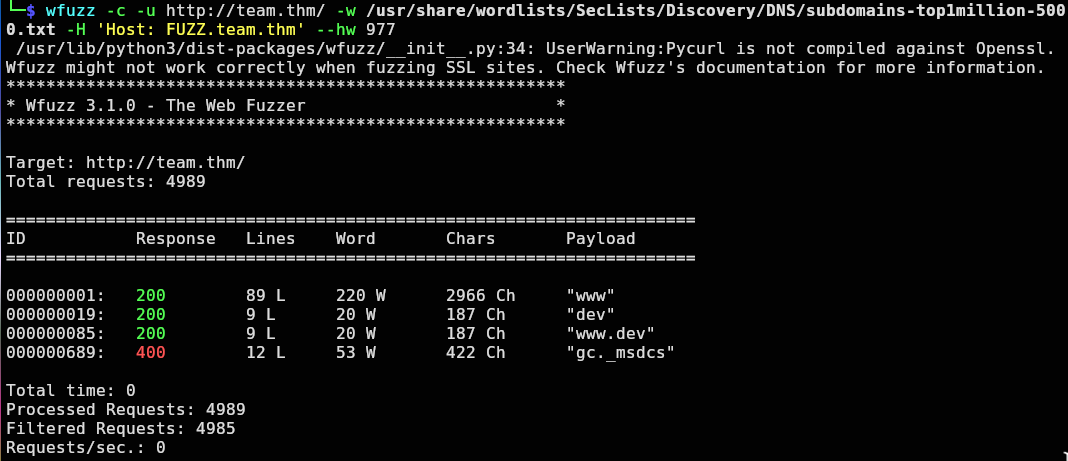 └─$ wfuzz -c -u http://team.thm/ -w /usr/share/wordlists/SecLists/Discovery/DNS/subdomains-top1million-500
0.txt -H 'Host: FUZZ.team.thm' --hw 977
 /usr/lib/python3/dist-packages/wfuzz/__init__.py:34: UserWarning:Pycurl is not compiled against Openssl.
Wfuzz might not work correctly when fuzzing SSL sites. Check Wfuzz's documentation for more information.
********************************************************
* Wfuzz 3.1.0 - The Web Fuzzer                         *
********************************************************

Target: http://team.thm/
Total requests: 4989

=====================================================================
ID           Response   Lines    Word       Chars       Payload
=====================================================================

000000001:   200        89 L     220 W      2966 Ch     "www"
000000019:   200        9 L      20 W       187 Ch      "dev"
000000085:   200        9 L      20 W       187 Ch      "www.dev"
000000689:   400        12 L     53 W       422 Ch      "gc._msdcs"

Total time: 0
Processed Requests: 4989
Filtered Requests: 4985
Requests/sec.: 0